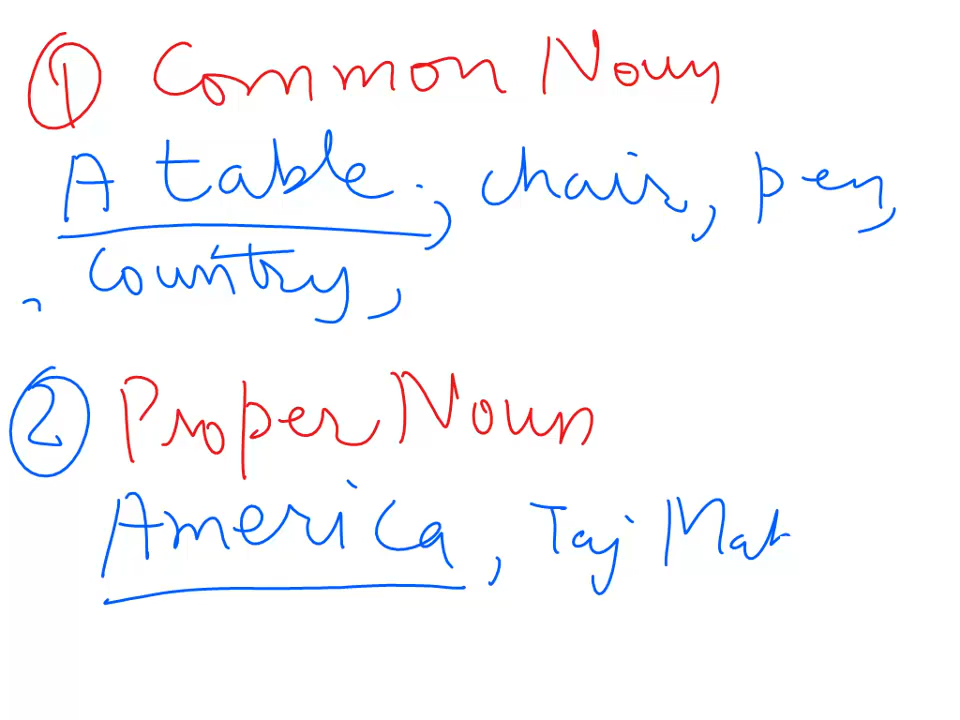 ① Common Noun
A table, chair, pen,
, country,
② Proper Noun
America, Taj Mah